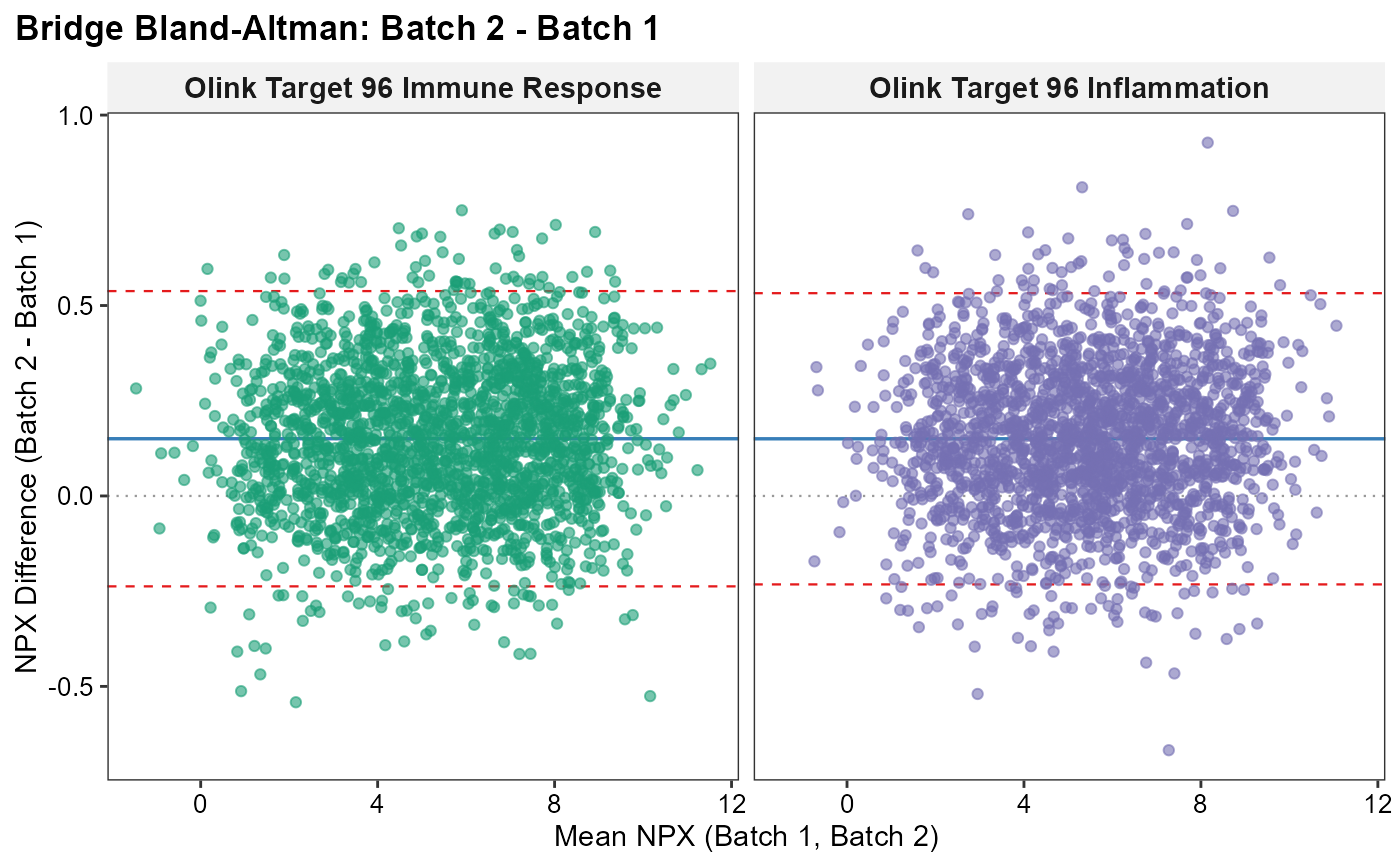 Bridge Bland-Altman: Batch 2 - Batch 1
Olink Target 96 Immune Response
Olink Target 96 Inflammation
NPX Difference (Batch 2 - Batch 1)
1.0
0.5
0.0
-0.5
0 4 8 12
0 4 8 12
Mean NPX (Batch 1, Batch 2)